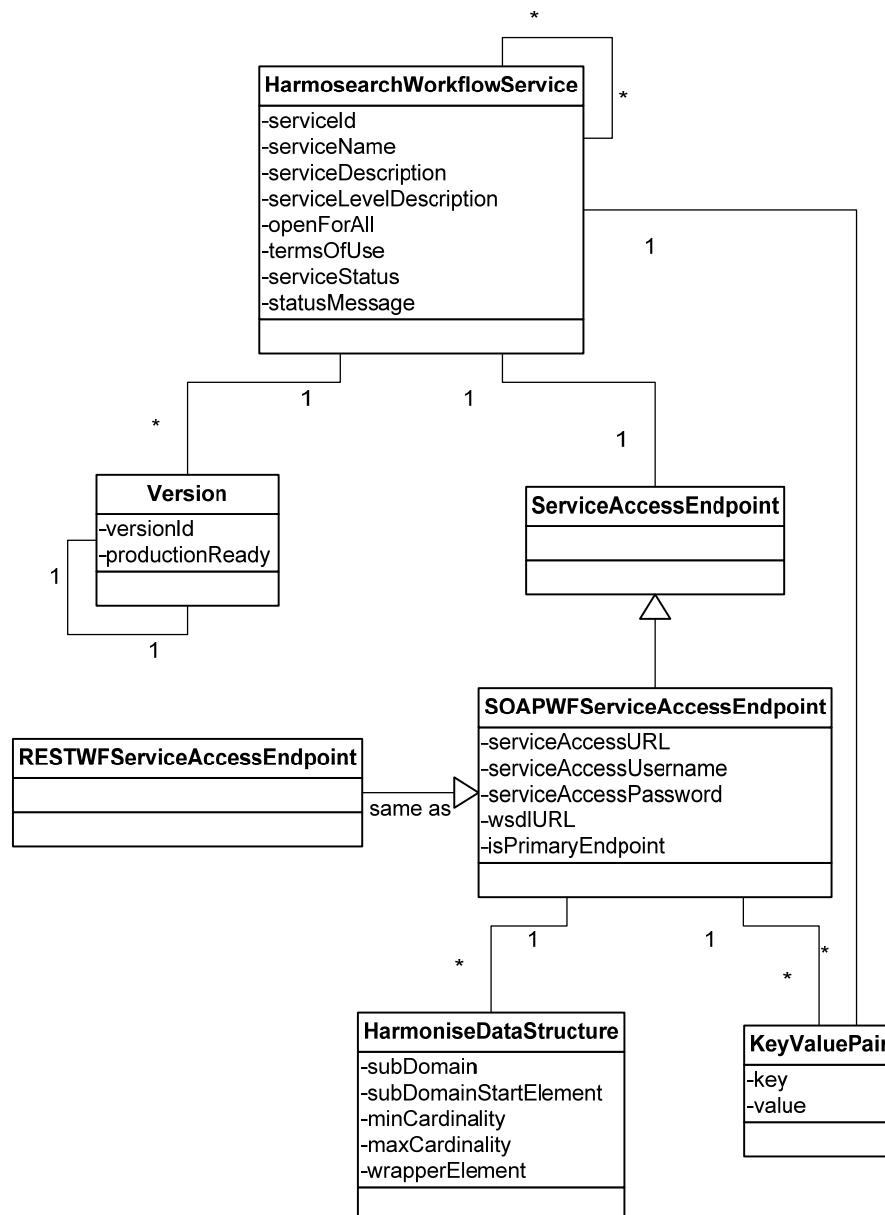 *
*
HarmosearchWorkflowService
-serviceId
-serviceName
-serviceDescription
-serviceLevelDescription
-openForAll
-termsOfUse
-serviceStatus
-statusMessage
1
1
1
*
1
Version
-versionId
-productionReady
1
1
ServiceAccessEndpoint
SOAPWFServiceAccessEndpoint
-serviceAccessURL
-serviceAccessUsername
-serviceAccessPassword
-wsdlURL
-isPrimaryEndpoint
RESTWFServiceAccessEndpoint
same as
1
1
*
*
*
HarmoniseDataStructure
-subDomain
-subDomainStartElement
-minCardinality
-maxCardinality
-wrapperElement
KeyValuePair
-key
-value